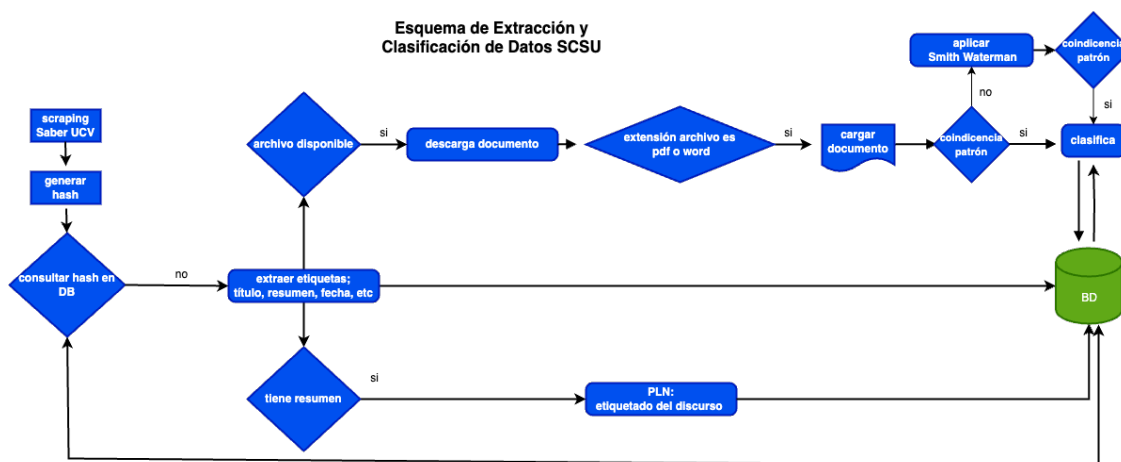 Esquema de Extracción y
Clasificación de Datos SCSU
aplicar
Smith Waterman
coindicencia
patrón
no
si
scraping
Saber UCV
generar
hash
consultar hash en
DB
no
archivo disponible
si
descarga documento
extensión archivo es
pdf o word
si
cargar
documento
coindicencia
patrón
si
clasifica
extraer etiquetas;
título, resumen, fecha, etc
BD
tiene resumen
si
PLN:
etiquetado del discurso